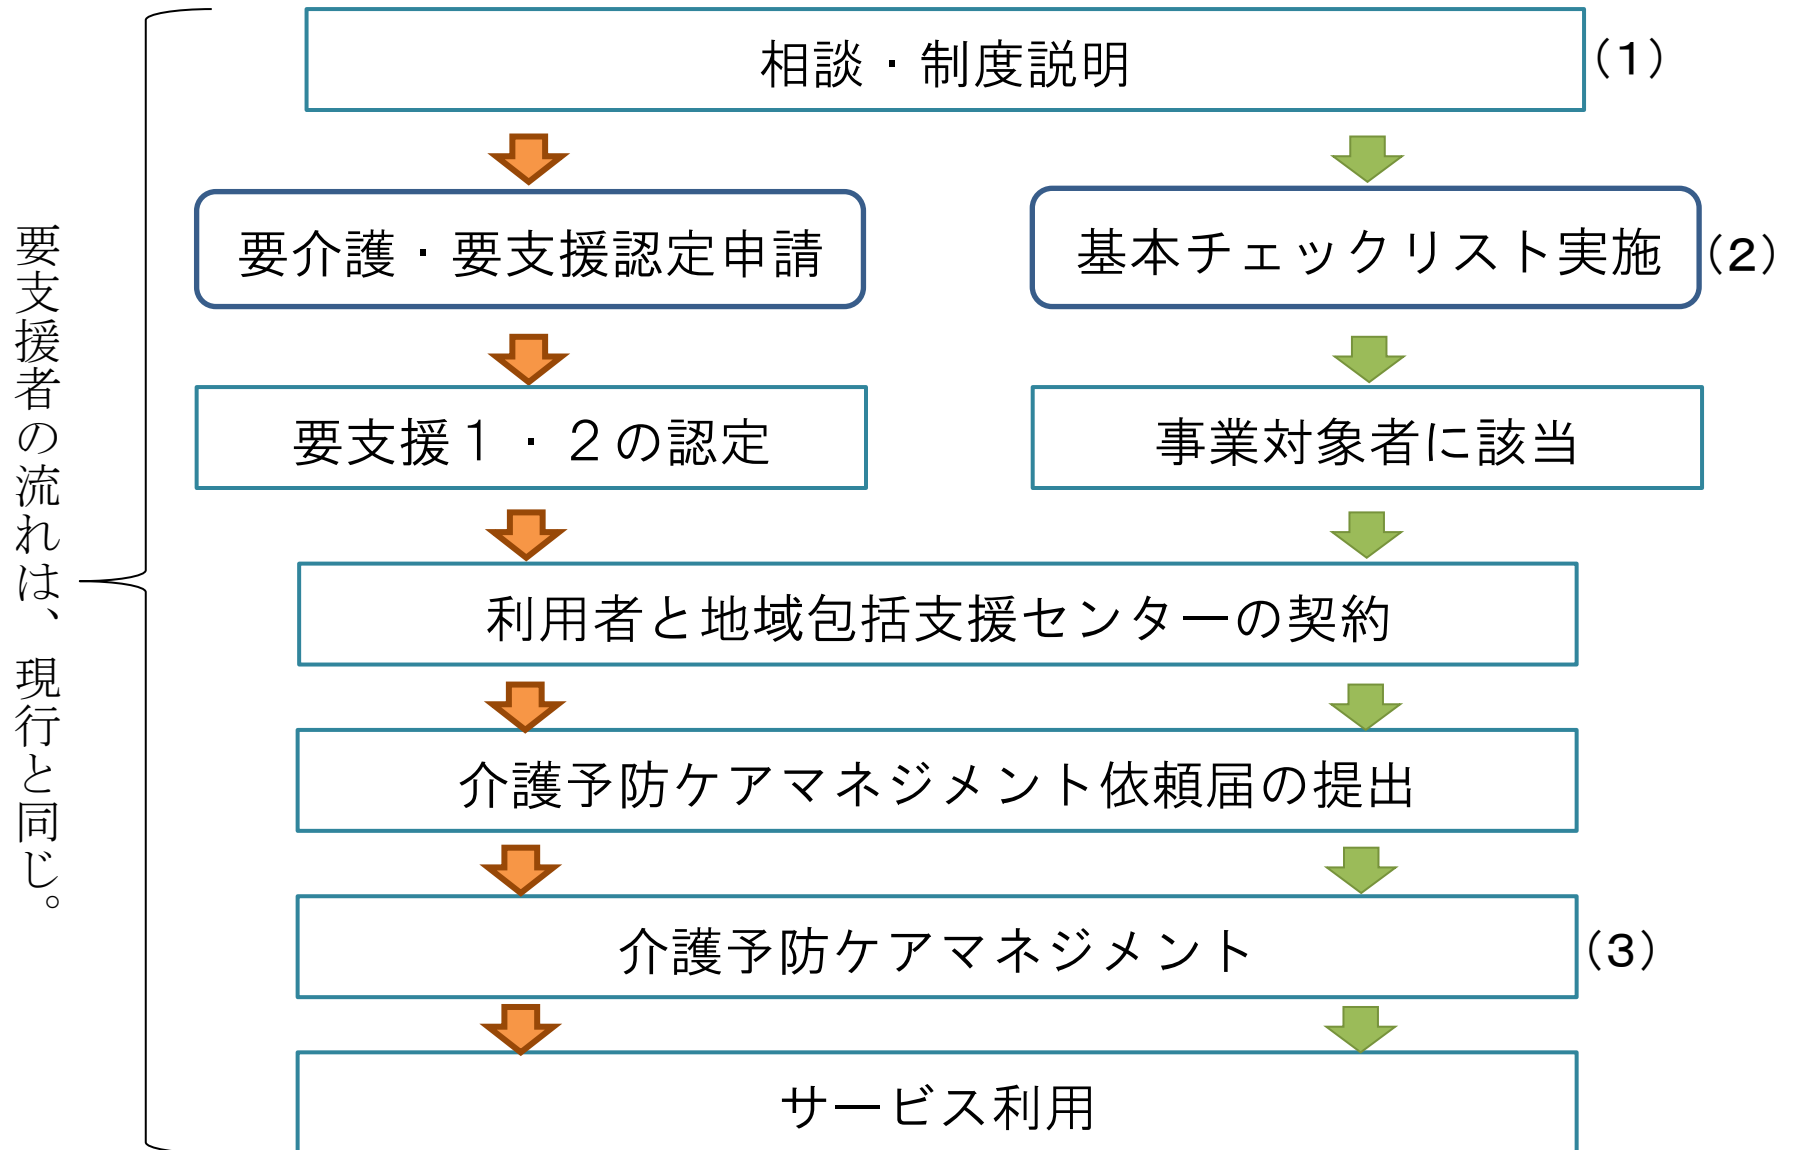 相談・制度説明
（1）
要介護・要支援認定申請
基本チェックリスト実施
（2）
要支援１・２の認定
事業対象者に該当
利用者と地域包括支援センターの契約
介護予防ケアマネジメント依頼届の提出
介護予防ケアマネジメント
（3）
サービス利用
要支援者の流れは、現行と同じ。